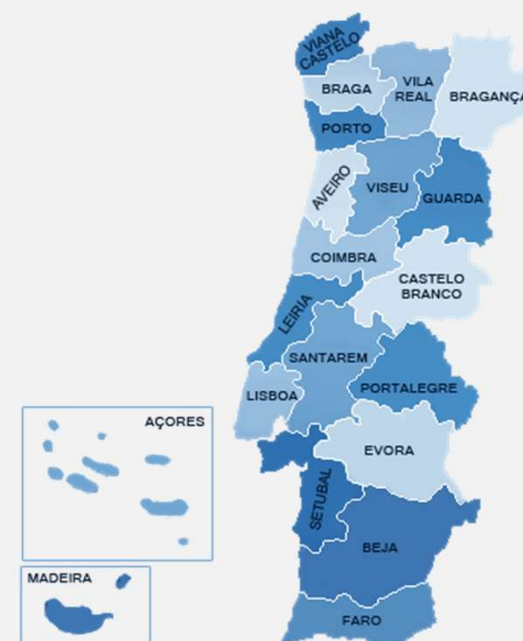 VIANA
CASTELO
BRAGA
VILA
REAL
BRAGANÇA
PORTO
AVEIRO
VISEU
GUARDA
COIMBRA
CASTELO
BRANCO
LEIRIA
SANTAREM
LISBOA
PORTALEGRE
AÇORES
EVORA
SETUBAL
BEJA
MADEIRA
FARO